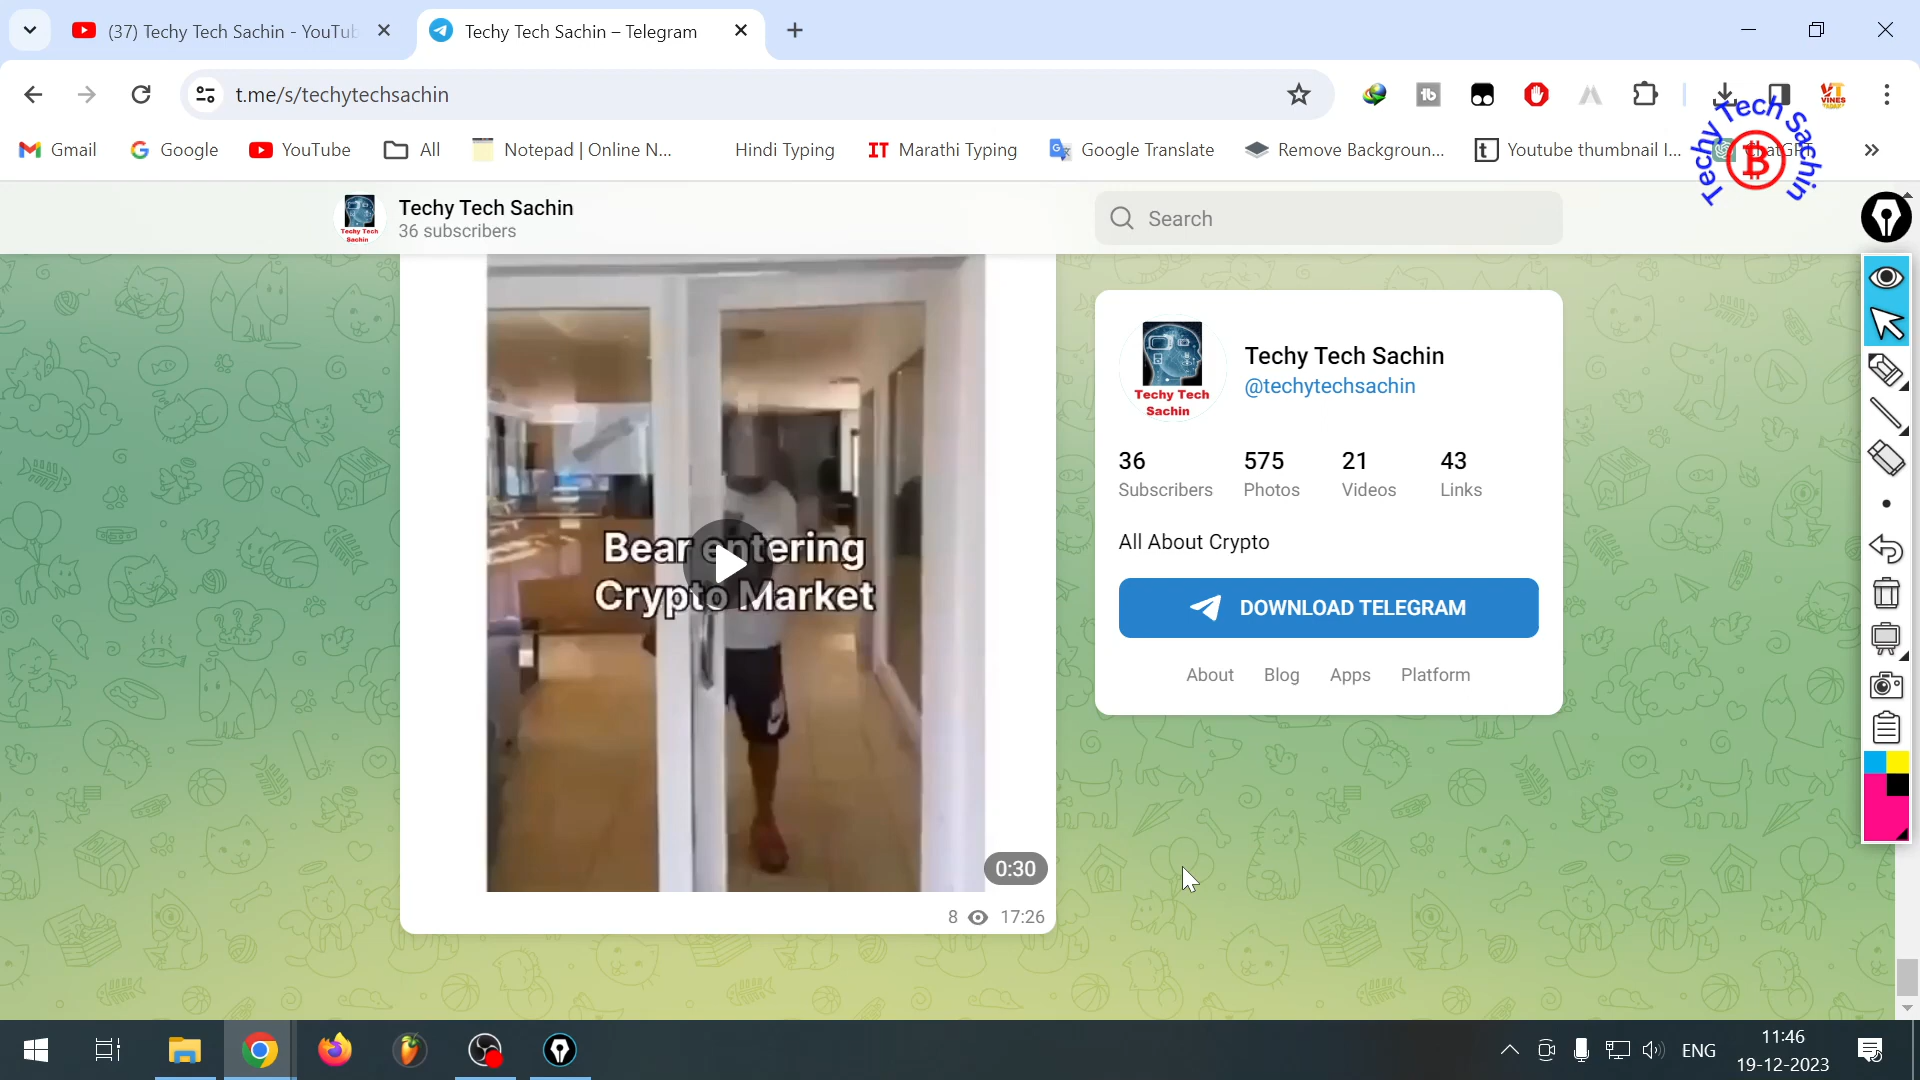 (37) Techy Tech Sachin - YouTub
Techy Tech Sachin – Telegram
t.me/s/techytechsachin
Gmail
Google
YouTube
All
Notepad | Online N...
Hindi Typing
IT Marathi Typing
Google Translate
Remove Backgroun...
Youtube thumbnail I...
ChatGPT
Techy Tech Sachin
Techy Tech Sachin
36 subscribers
Search
Bear entering
Crypto Market
0:30
8 17:26
Techy Tech
Sachin
Techy Tech Sachin
@techytechsachin
36 575 21 43
Subscribers Photos Videos Links
All About Crypto
DOWNLOAD TELEGRAM
About Blog Apps Platform
ENG
11:46
19-12-2023